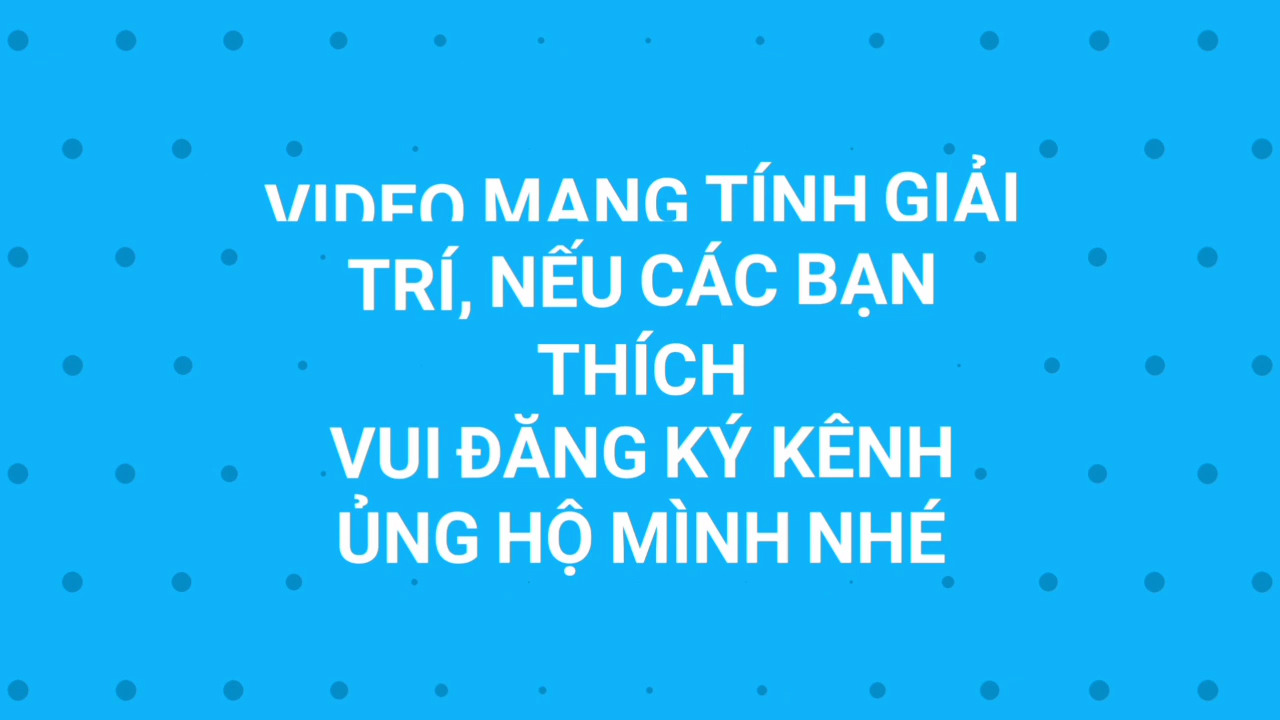 VIDEO MANG TÍNH GIẢI
TRÍ, NẾU CÁC BẠN
THÍCH
VUI ĐĂNG KÝ KÊNH
ỦNG HỘ MÌNH NHÉ